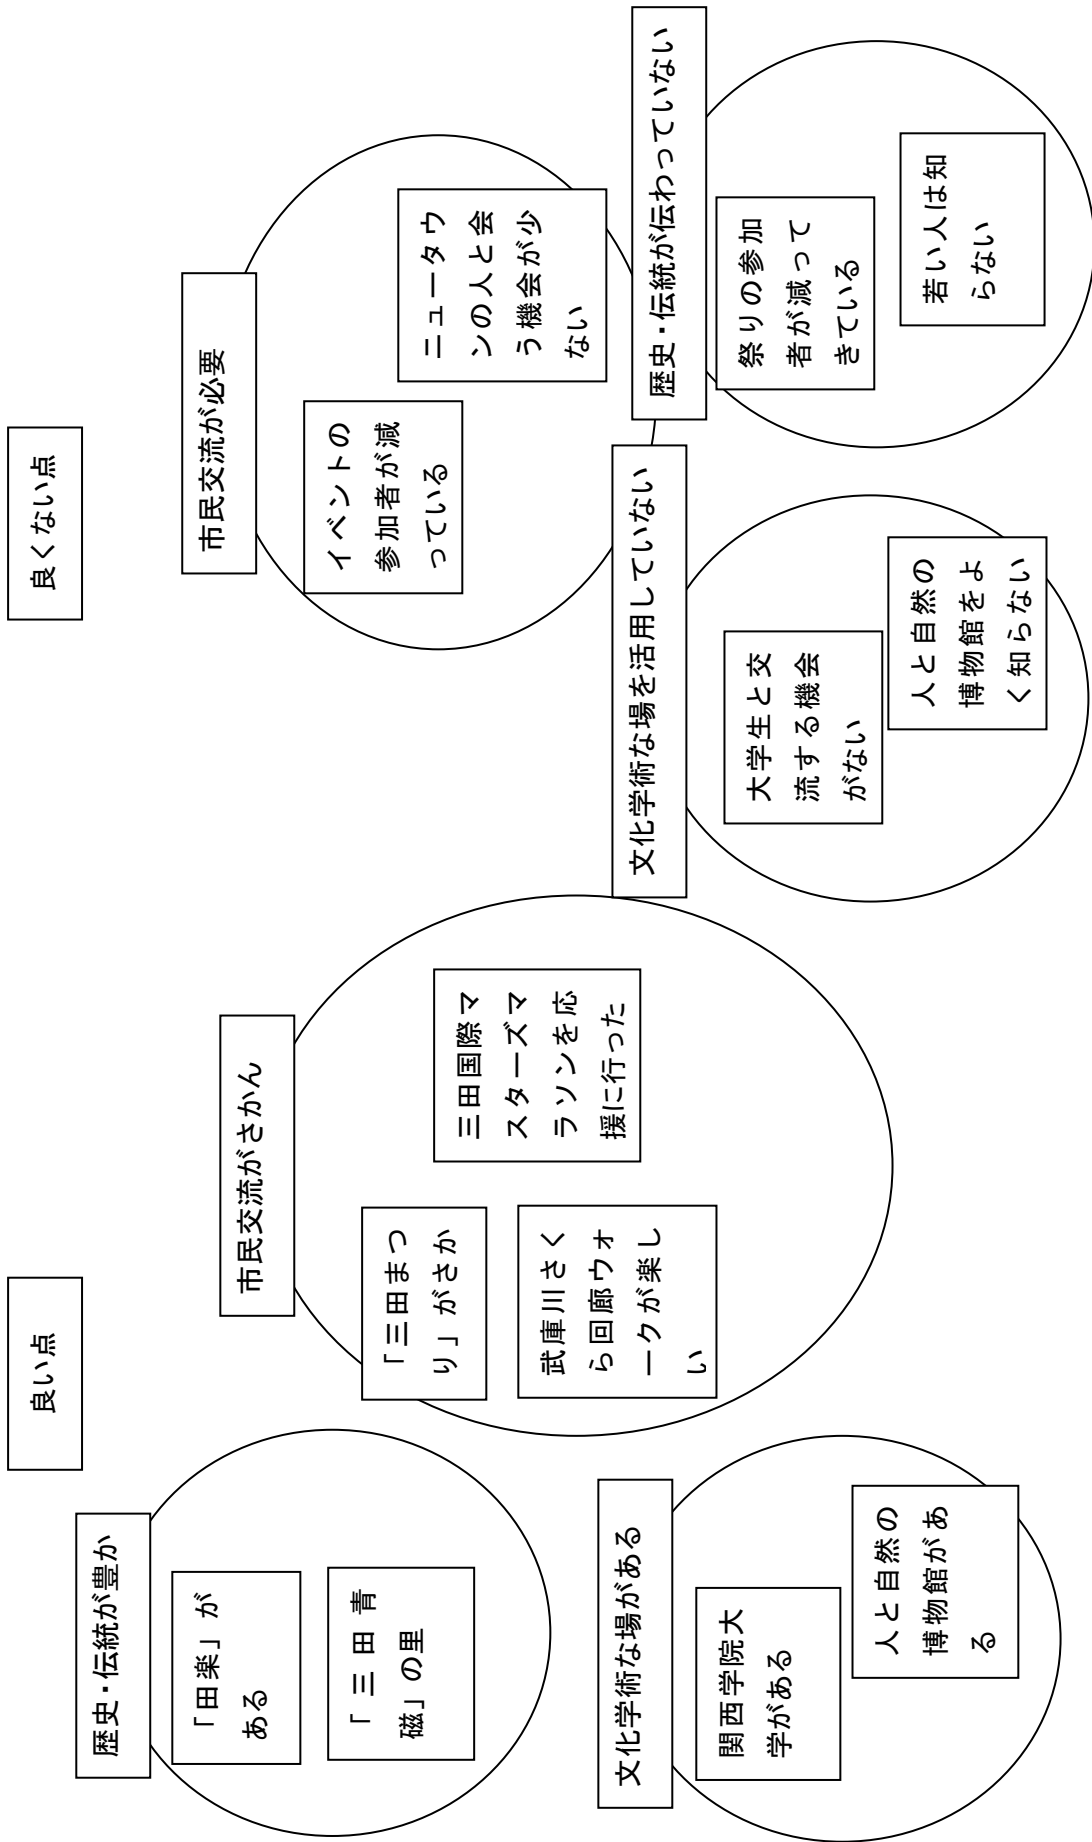 良い点
歴史・伝統が豊か
「田楽」が
ある
「三田青
磁」の里
市民交流がさかん
「三田まつ
り」がさか
武庫川さく
ら回廊ウォ
ークが楽し
い
三田国際マ
スターズマ
ラソンを応
援に行った
文化学術な場がある
関西学院大
学がある
人と自然の
博物館があ
る
良くない点
市民交流が必要
イベントの
参加者が減
っている
ニュータウ
ンの人と会
う機会が少
ない
文化学術な場を活用していない
大学生と交
流する機会
がない
人と自然の
博物館をよ
く知らない
歴史・伝統が伝わっていない
祭りの参加
者が減って
きている
若い人は知
らない